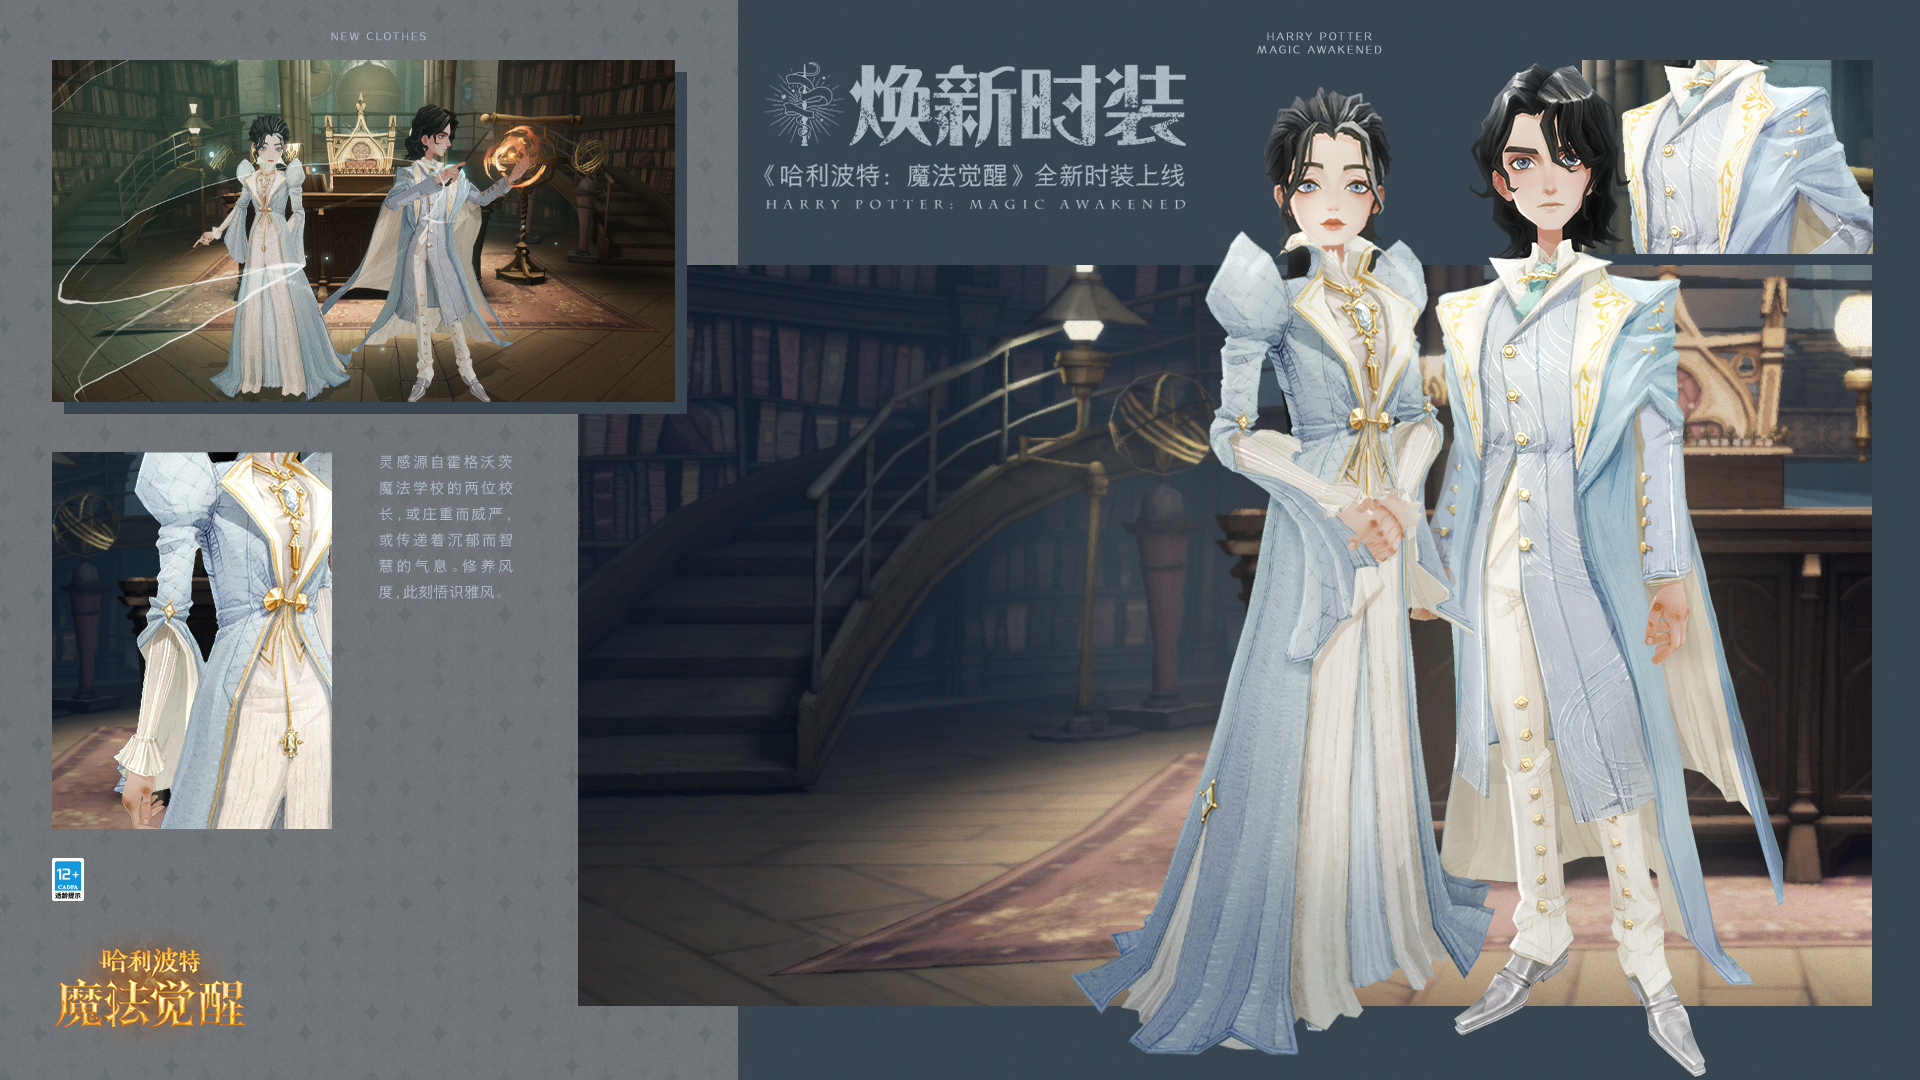 NEW CLOTHES
HARRY POTTER
MAGIC AWAKENED
焕新时装
《哈利波特：魔法觉醒》全新时装上线
HARRY POTTER: MAGIC AWAKENED
灵感源自霍格沃茨
魔法学校的两位校
长,或庄重而威严,
或传递着沉郁而智
慧的气息。修养风
度,此刻悟识雅风。
12+
CADPA
适龄提示
哈利波特
魔法觉醒